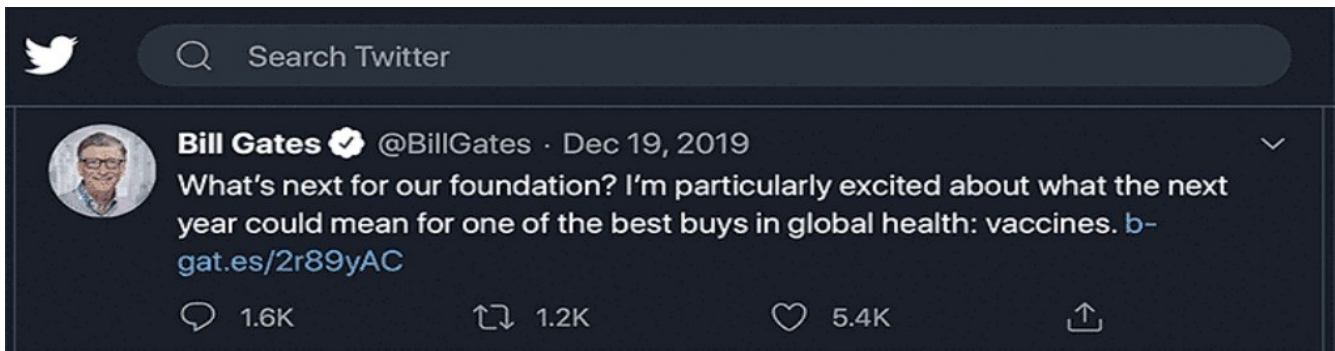 Search Twitter
Bill Gates @BillGates · Dec 19, 2019
What's next for our foundation? I'm particularly excited about what the next
year could mean for one of the best buys in global health: vaccines. b-
gat.es/2r89yAC
1.6K 1.2K 5.4K